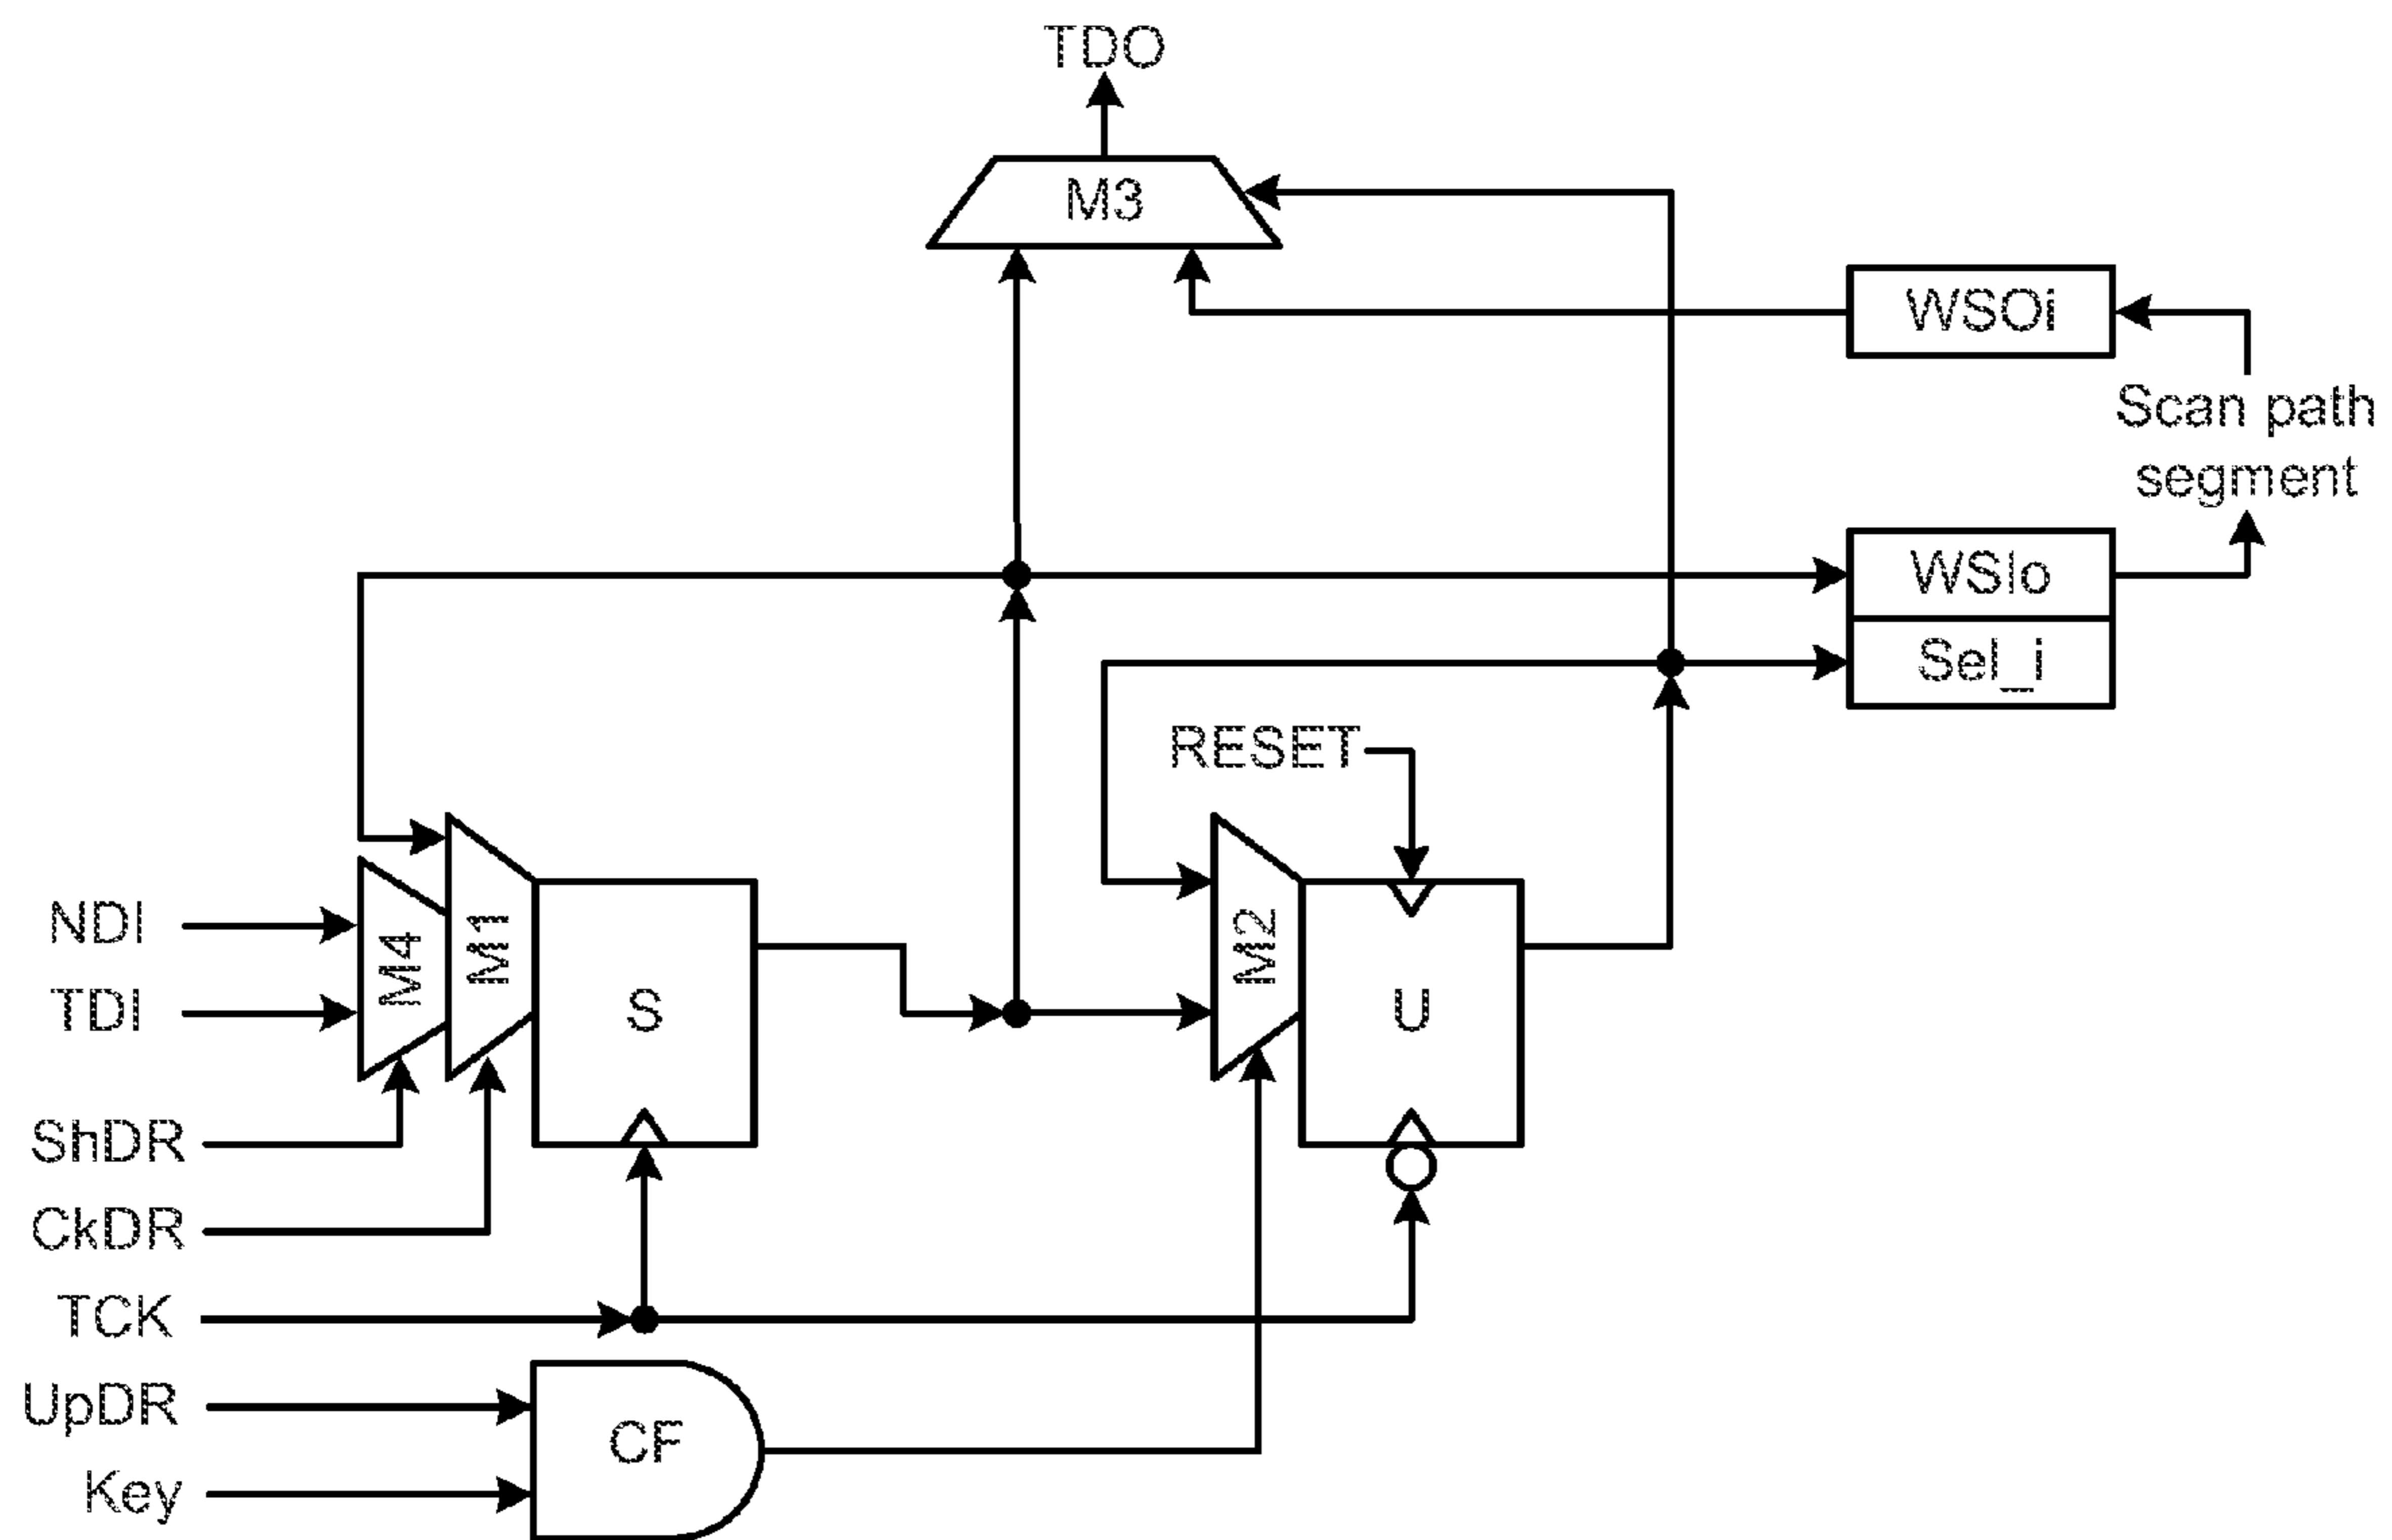 TDO
M3
WSOi
Scan path
segment
WSIo
Sel_i
RESET
NDI
TDI
M4
M1
S
M2
U
ShDR
CkDR
TCK
UpDR
Key
CF